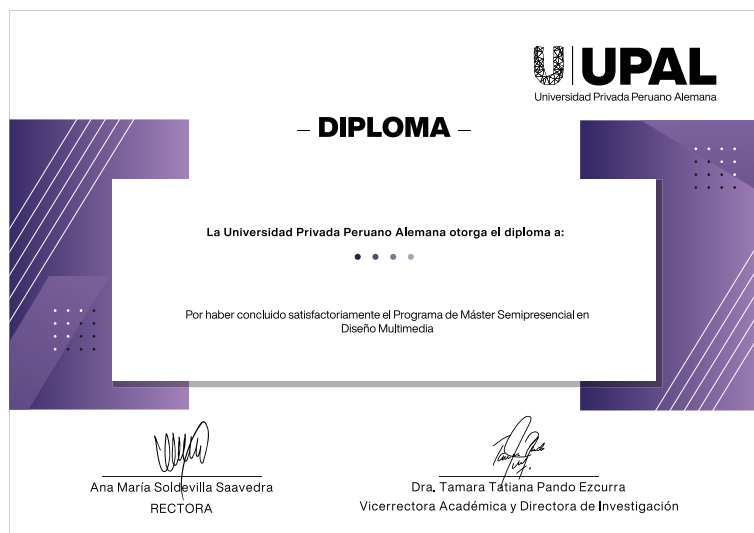 UPAL
Universidad Privada Peruano Alemana
– DIPLOMA –
La Universidad Privada Peruano Alemana otorga el diploma a:
Por haber concluido satisfactoriamente el Programa de Máster Semipresencial en
Diseño Multimedia
Ana María Soldevilla Saavedra
RECTORA
Dra. Tamara Tatiana Pando Ezcurra
Vicerrectora Académica y Directora de Investigación